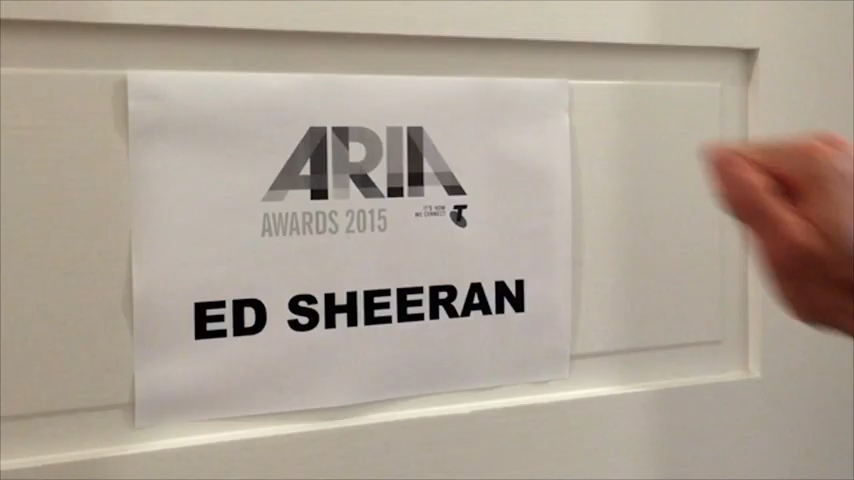 ARIA
AWARDS 2015
IT'S HOW
WE CONNECT
T
ED SHEERAN